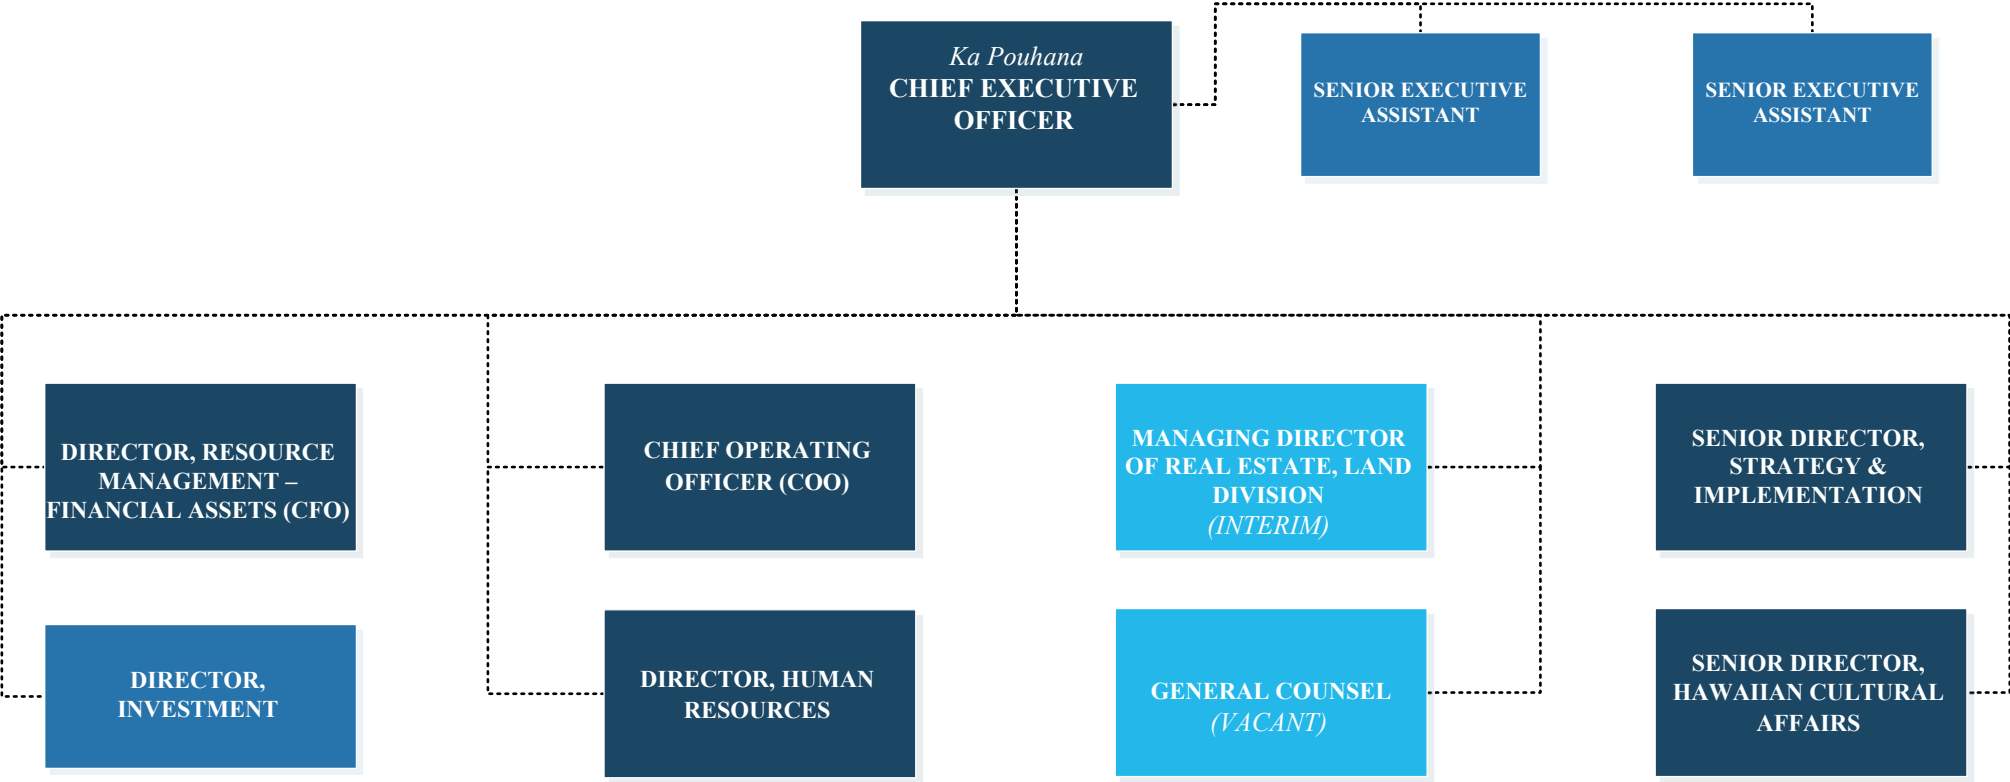 Ka Pouhana
CHIEF EXECUTIVE
OFFICER
SENIOR EXECUTIVE
ASSISTANT
SENIOR EXECUTIVE
ASSISTANT
DIRECTOR, RESOURCE
MANAGEMENT –
FINANCIAL ASSETS (CFO)
CHIEF OPERATING
OFFICER (COO)
MANAGING DIRECTOR
OF REAL ESTATE, LAND
DIVISION
(INTERIM)
SENIOR DIRECTOR,
STRATEGY &
IMPLEMENTATION
DIRECTOR,
INVESTMENT
DIRECTOR, HUMAN
RESOURCES
GENERAL COUNSEL
(VACANT)
SENIOR DIRECTOR,
HAWAIIAN CULTURAL
AFFAIRS